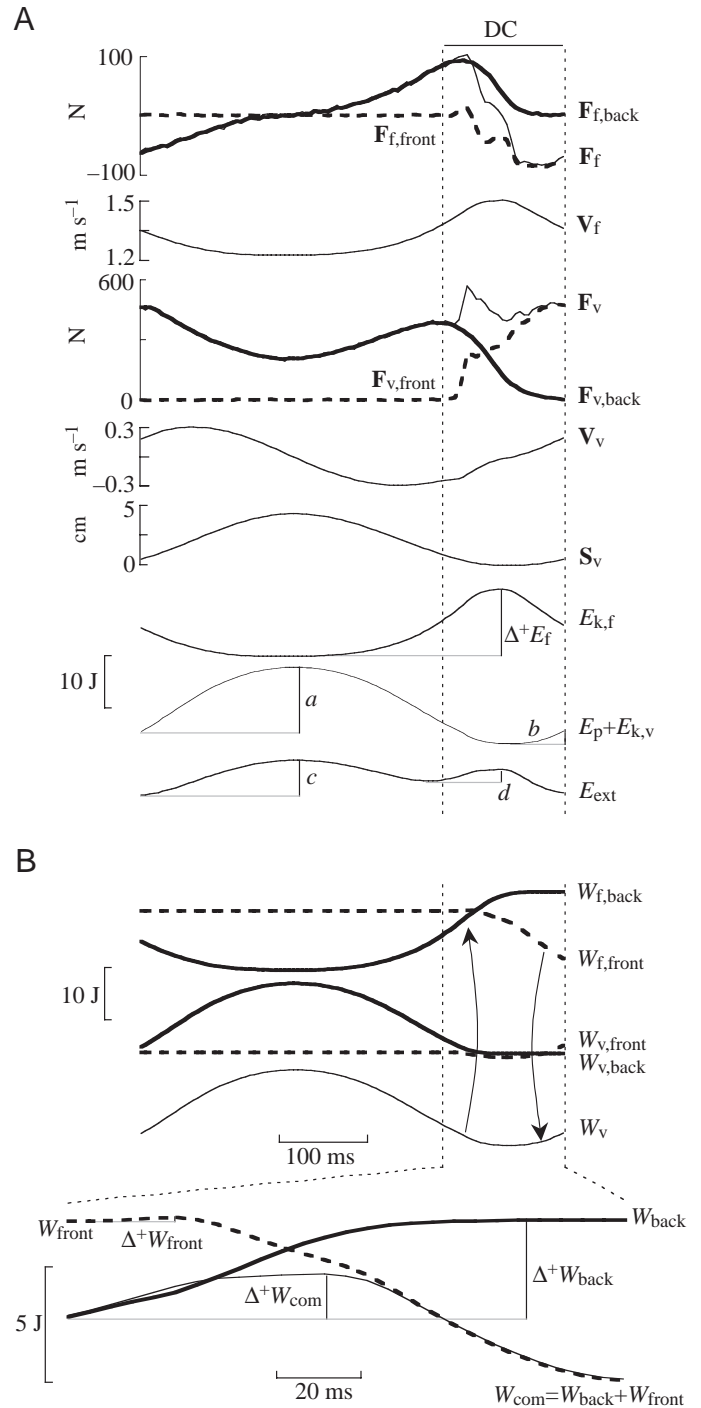 A
DC
100
N
–100
F_f,back
F_f,front
F_f
1.5
m s⁻¹
1.2
V_f
600
N
0
F_v
F_v,front
F_v,back
0.3
m s⁻¹
–0.3
V_v
5
cm
0
S_v
E_k,f
Δ⁺E_f
10 J
a
b
E_p+E_k,v
c
d
E_ext
B
W_f,back
W_f,front
10 J
W_v,front
W_v,back
W_v
100 ms
W_front
Δ⁺W_front
W_back
Δ⁺W_com
Δ⁺W_back
5 J
20 ms
W_com=W_back+W_front